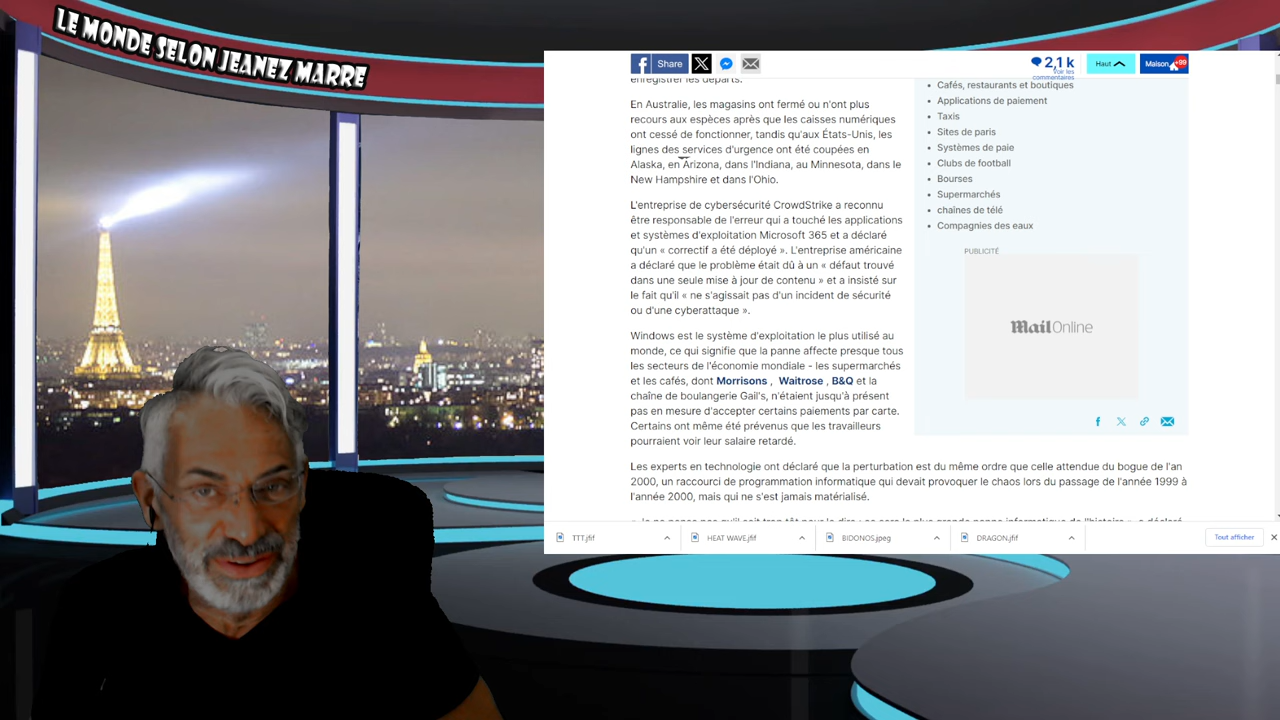 LE MONDE SELON JEANEZ MARRE
Share
2,1 k
Voir les
commentaires
Haut
Maison
+99
enregistrer les départs.
En Australie, les magasins ont fermé ou n'ont plus
recours aux espèces après que les caisses numériques
ont cessé de fonctionner, tandis qu'aux États-Unis, les
lignes des services d'urgence ont été coupées en
Alaska, en Arizona, dans l'Indiana, au Minnesota, dans le
New Hampshire et dans l'Ohio.
L'entreprise de cybersécurité CrowdStrike a reconnu
être responsable de l'erreur qui a touché les applications
et systèmes d'exploitation Microsoft 365 et a déclaré
qu'un « correctif a été déployé ». L'entreprise américaine
a déclaré que le problème était dû à un « défaut trouvé
dans une seule mise à jour de contenu » et a insisté sur
le fait qu'il « ne s'agissait pas d'un incident de sécurité
ou d'une cyberattaque ».
Windows est le système d'exploitation le plus utilisé au
monde, ce qui signifie que la panne affecte presque tous
les secteurs de l'économie mondiale - les supermarchés
et les cafés, dont Morrisons , Waitrose , B&Q et la
chaîne de boulangerie Gail's, n'étaient jusqu'à présent
pas en mesure d'accepter certains paiements par carte.
Certains ont même été prévenus que les travailleurs
pourraient voir leur salaire retardé.
Cafés, restaurants et boutiques
Applications de paiement
Taxis
Sites de paris
Systèmes de paie
Clubs de football
Bourses
Supermarchés
chaînes de télé
Compagnies des eaux
PUBLICITÉ
MailOnline
Les experts en technologie ont déclaré que la perturbation est du même ordre que celle attendue du bogue de l'an
2000, un raccourci de programmation informatique qui devait provoquer le chaos lors du passage de l'année 1999 à
l'année 2000, mais qui ne s'est jamais matérialisé.
TTT.jfif
HEAT WAVE.jfif
BIDONOS.jpeg
DRAGON.jfif
Tout afficher